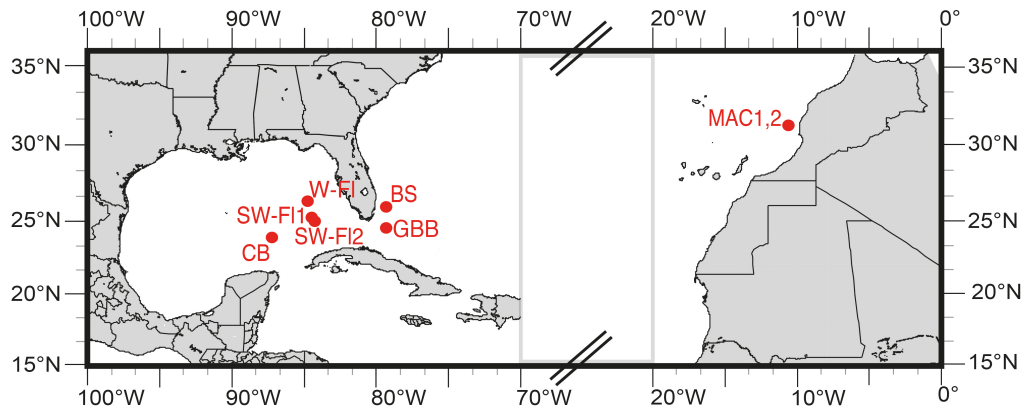 100°W 90°W 80°W 70°W 20°W 10°W 0°
35°N 35°N
MAC1,2
30°N 30°N
W-Fl BS
SW-Fl1
25°N 25°N
GBB
SW-Fl2
CB
20°N 20°N
15°N 15°N
100°W 90°W 80°W 70°W 20°W 10°W 0°